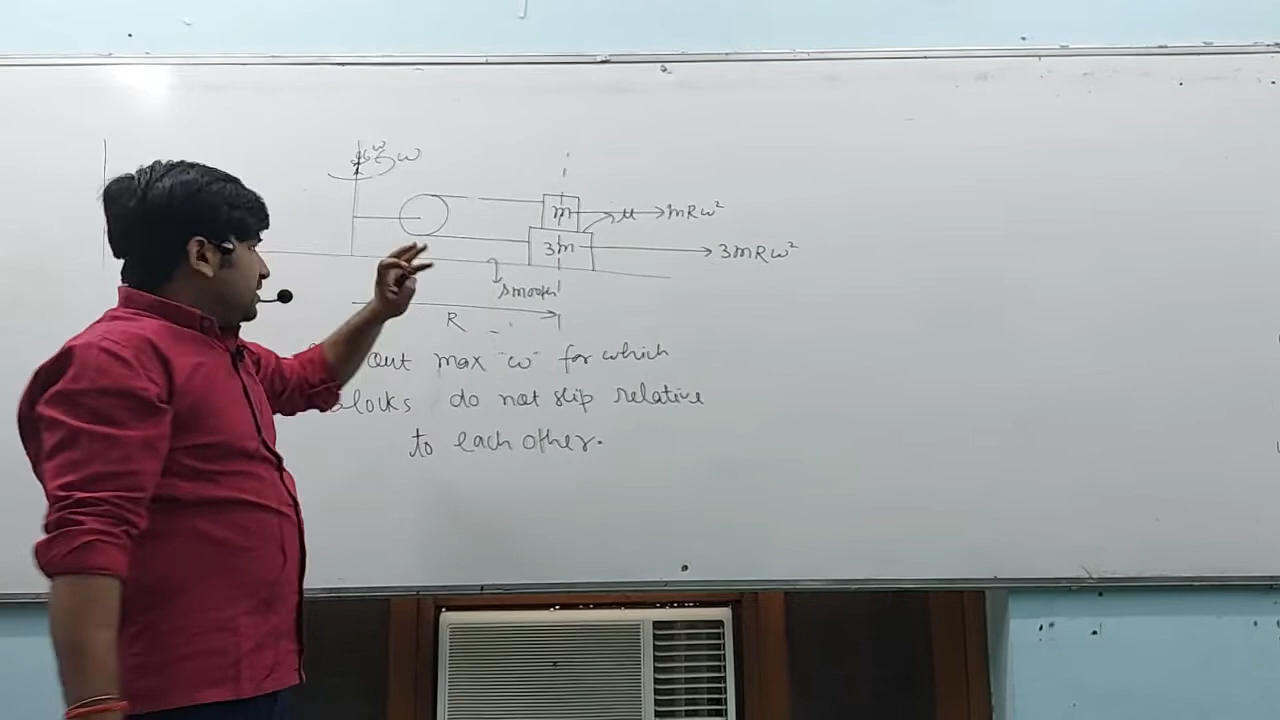 ω
m
μ
mRω²
3m
3mRω²
smooth
R
out max "ω" for which
blocks do not slip relative
to each other.